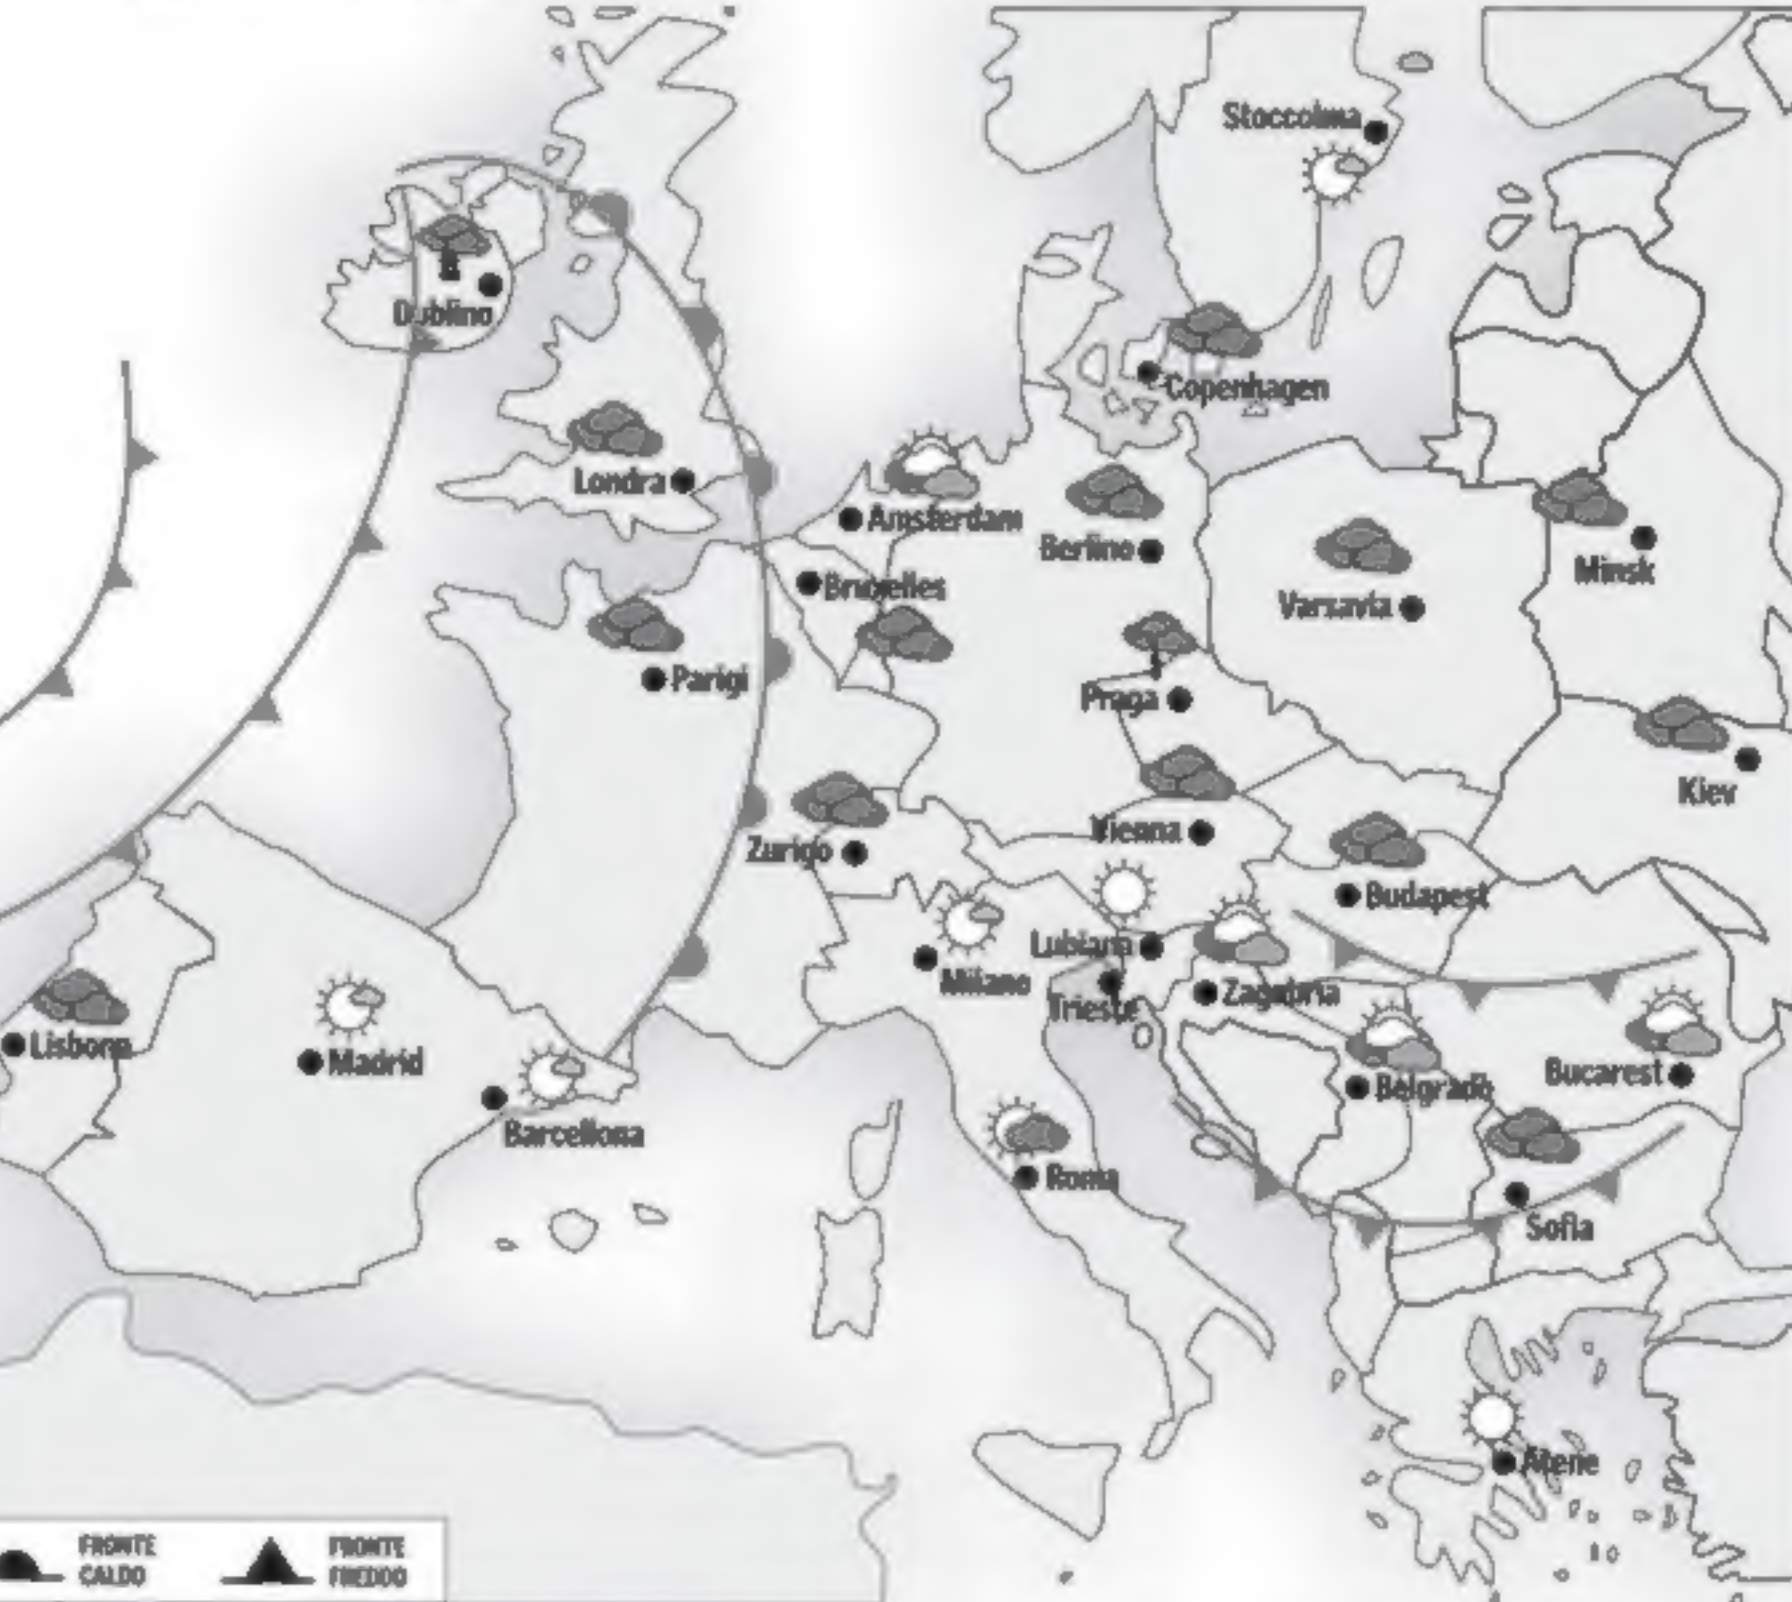 Stoccolma
Dublino
Copenhagen
Londra
Amsterdam
Berlino
Minsk
Bruxelles
Varsavia
Parigi
Praga
Kiev
Vienna
Zurigo
Budapest
Lubiana
Milano
Zagabria
Trieste
Lisbona
Madrid
Belgrado
Bucarest
Barcellona
Roma
Sofia
Atene
FRONTE
CALDO
FRONTE
FREDDO